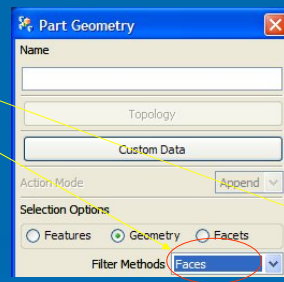 Part Geometry
Name
Topology
Custom Data
Action Mode Append
Selection Options
Features Geometry Facets
Filter Methods Faces